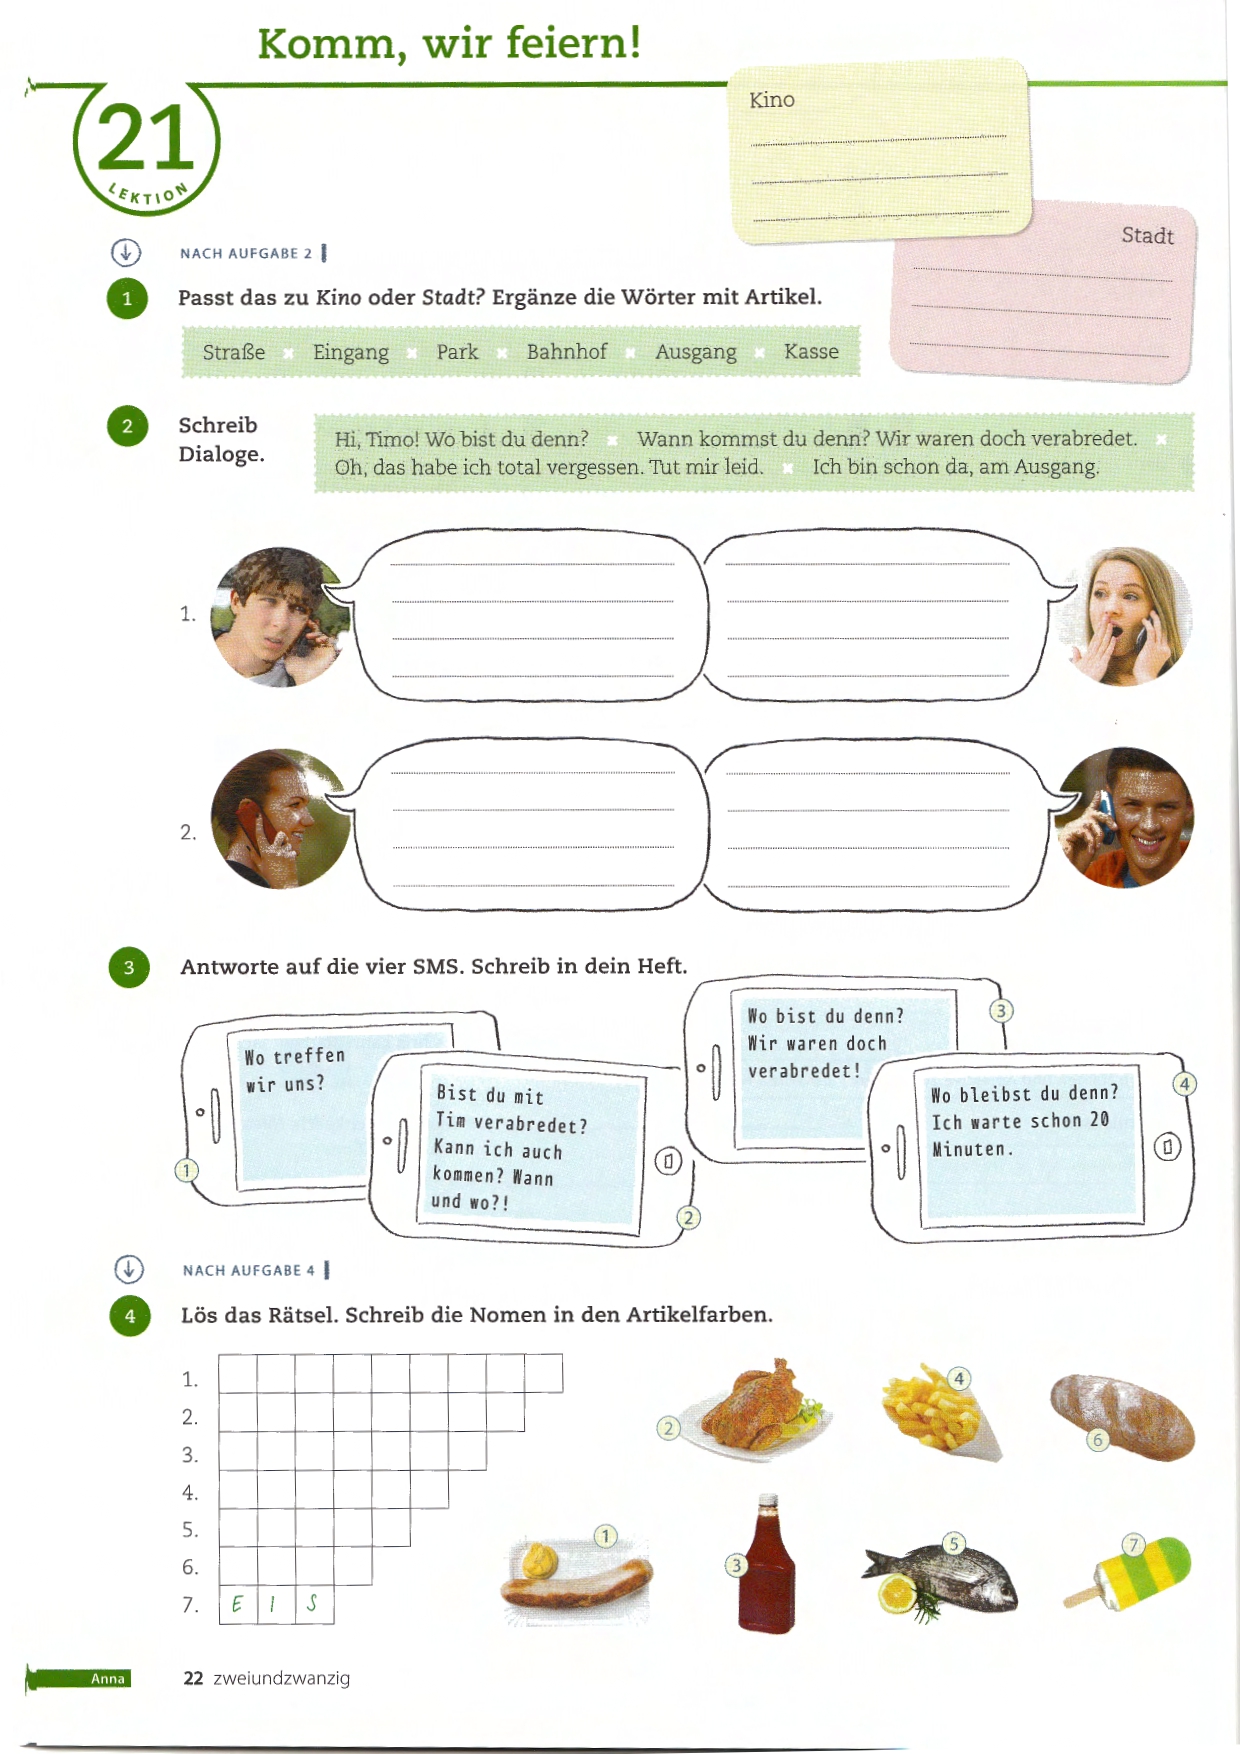 Komm, wir feiern!
21
LEKTION
Kino
Stadt
NACH AUFGABE 2
1 Passt das zu Kino oder Stadt? Ergänze die Wörter mit Artikel.
Straße Eingang Park Bahnhof Ausgang Kasse
2 Schreib
Dialoge.
Hi, Timo! Wo bist du denn? Wann kommst du denn? Wir waren doch verabredet.
Oh, das habe ich total vergessen. Tut mir leid. Ich bin schon da, am Ausgang.
1.
2.
3 Antworte auf die vier SMS. Schreib in dein Heft.
Wo treffen
wir uns?
1
Bist du mit
Tim verabredet?
Kann ich auch
kommen? Wann
und wo?!
2
Wo bist du denn?
Wir waren doch
verabredet!
3
Wo bleibst du denn?
Ich warte schon 20
Minuten.
4
NACH AUFGABE 4
4 Lös das Rätsel. Schreib die Nomen in den Artikelfarben.
1.
2.
3.
4.
5.
6.
7. E I S
2
4
6
1
3
5
7
Anna
22 zweiundzwanzig